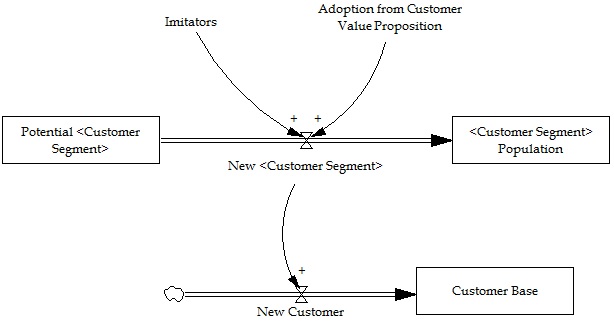 Imitators
Adoption from Customer
Value Proposition
+ +
Potential <Customer
Segment>
<Customer Segment>
Population
New <Customer Segment>
+
Customer Base
New Customer